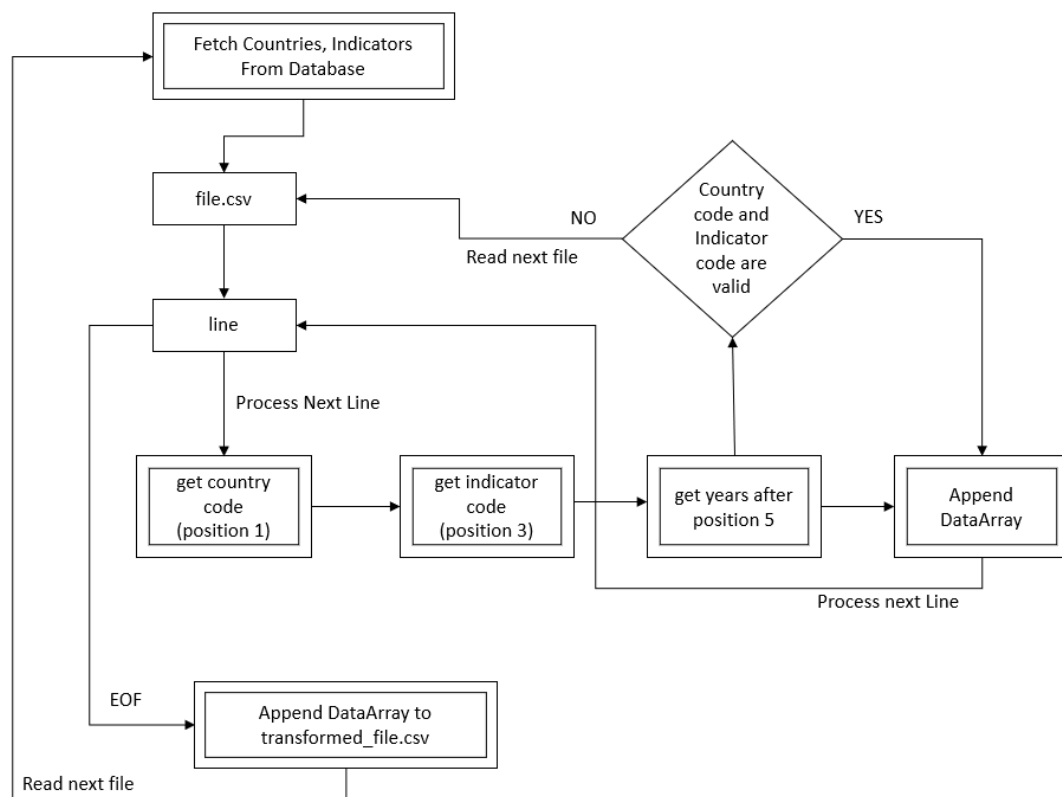 Fetch Countries, Indicators
From Database
file.csv
NO
Read next file
Country
code and
Indicator
code are
valid
YES
line
Process Next Line
get country
code
(position 1)
get indicator
code
(position 3)
get years after
position 5
Append
DataArray
Process next Line
EOF
Append DataArray to
transformed_file.csv
Read next file